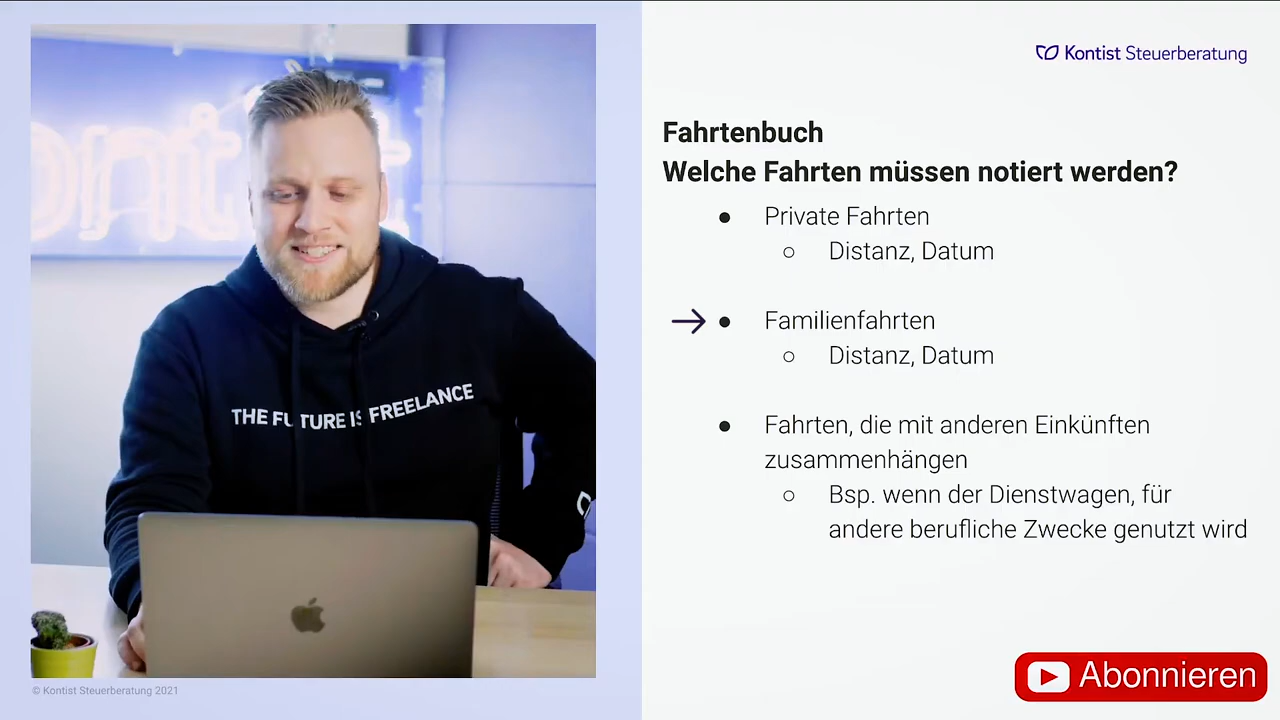 Kontist Steuerberatung
Fahrtenbuch
Welche Fahrten müssen notiert werden?
● Private Fahrten
○ Distanz, Datum
→ ● Familienfahrten
○ Distanz, Datum
● Fahrten, die mit anderen Einkünften
zusammenhängen
○ Bsp. wenn der Dienstwagen, für
andere berufliche Zwecke genutzt wird
THE FUTURE IS FREELANCE
© Kontist Steuerberatung 2021
Abonnieren